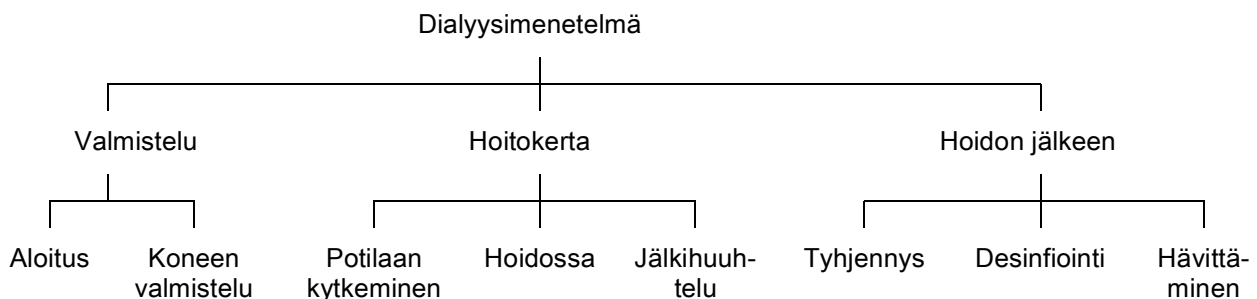 Dialyysimenetelmä
Valmistelu
Hoitokerta
Hoidon jälkeen
Aloitus
Koneen
valmistelu
Potilaan
kytkeminen
Hoidossa
Jälkihuuh-
telu
Tyhjennys
Desinfiointi
Hävittä-
minen